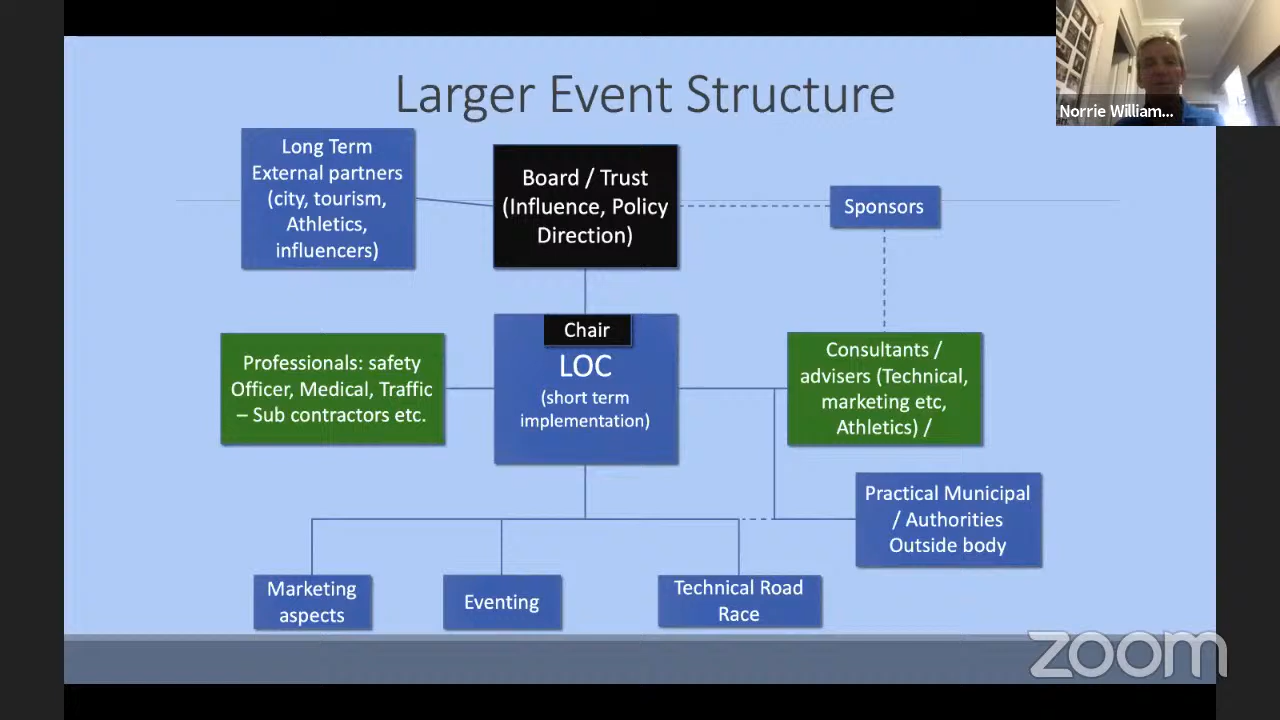 Larger Event Structure
Norrie William...
Long Term
External partners
(city, tourism,
Athletics,
influencers)
Board / Trust
(Influence, Policy
Direction)
Sponsors
Professionals: safety
Officer, Medical, Traffic
– Sub contractors etc.
Chair
LOC
(short term
implementation)
Consultants /
advisers (Technical,
marketing etc,
Athletics) /
Practical Municipal
/ Authorities
Outside body
Marketing
aspects
Eventing
Technical Road
Race
zoom